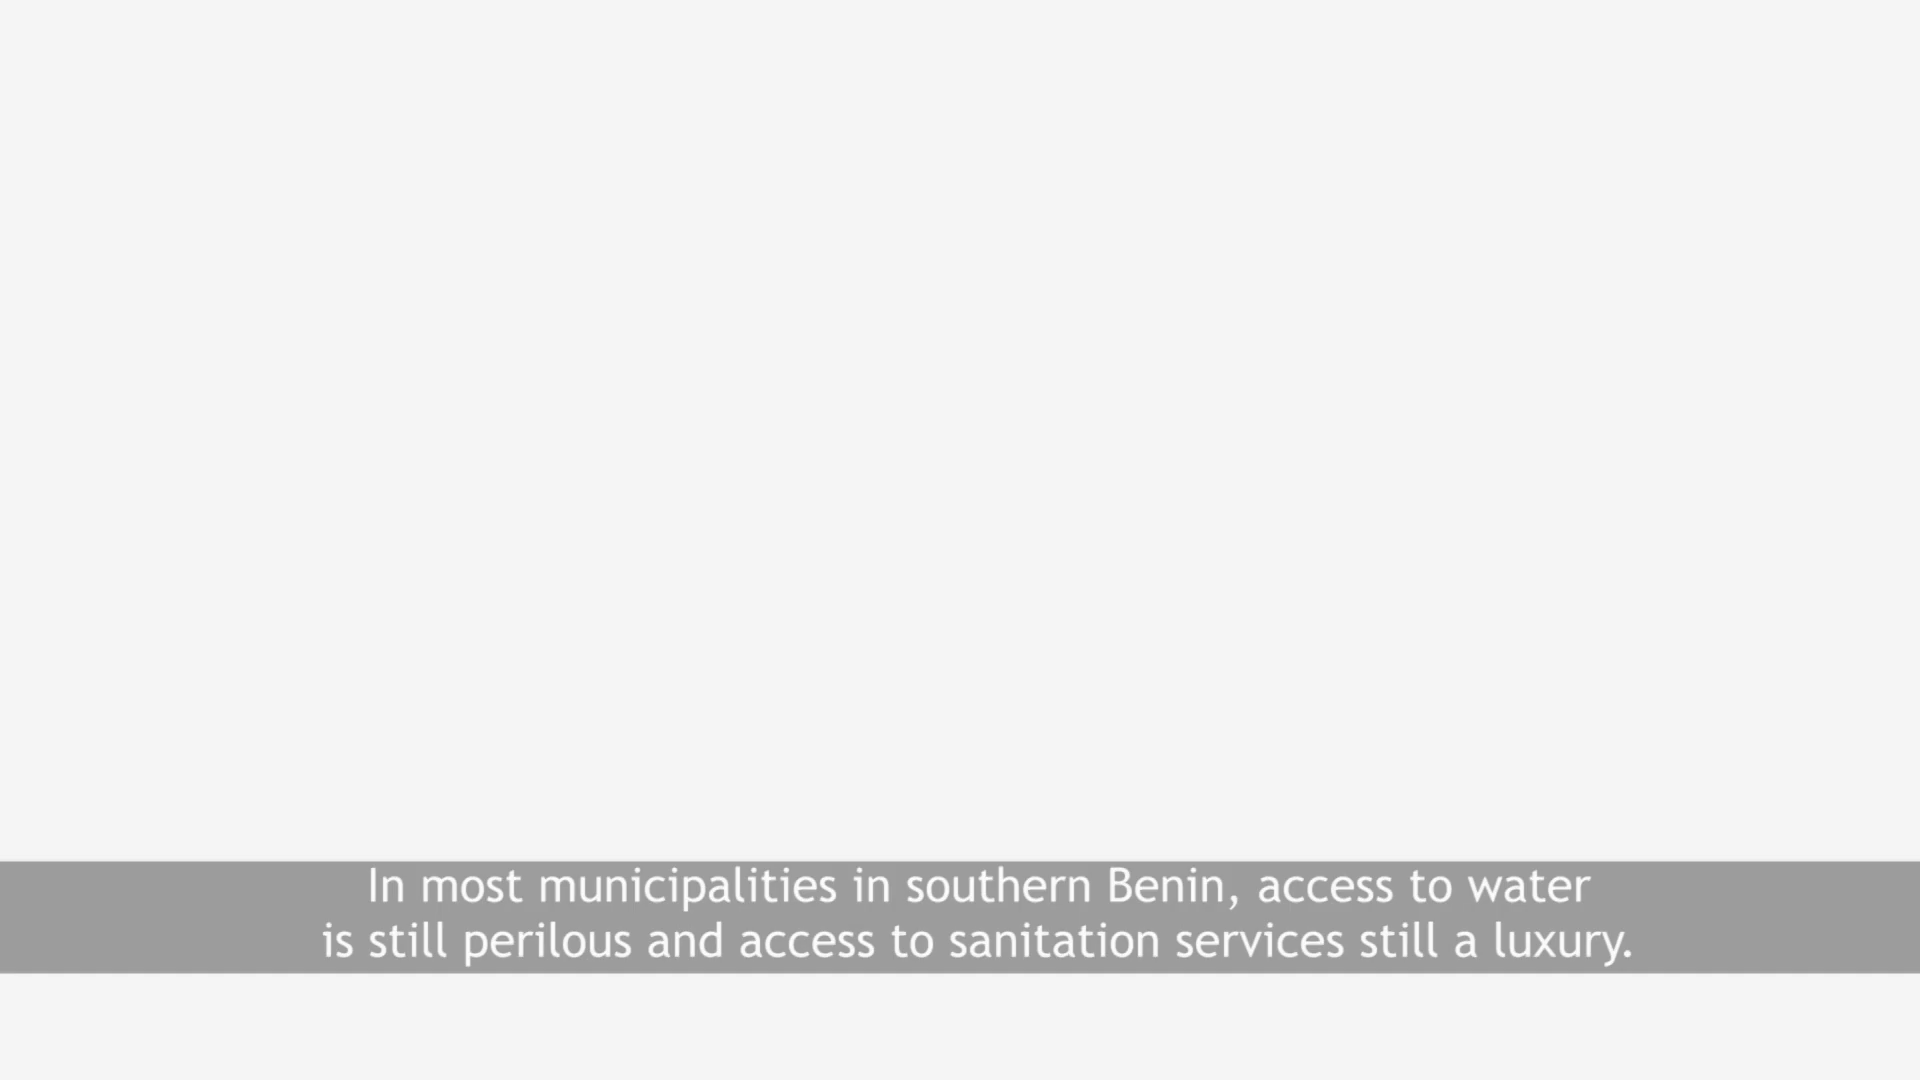 In most municipalities in southern Benin, access to water
is still perilous and access to sanitation services still a luxury.